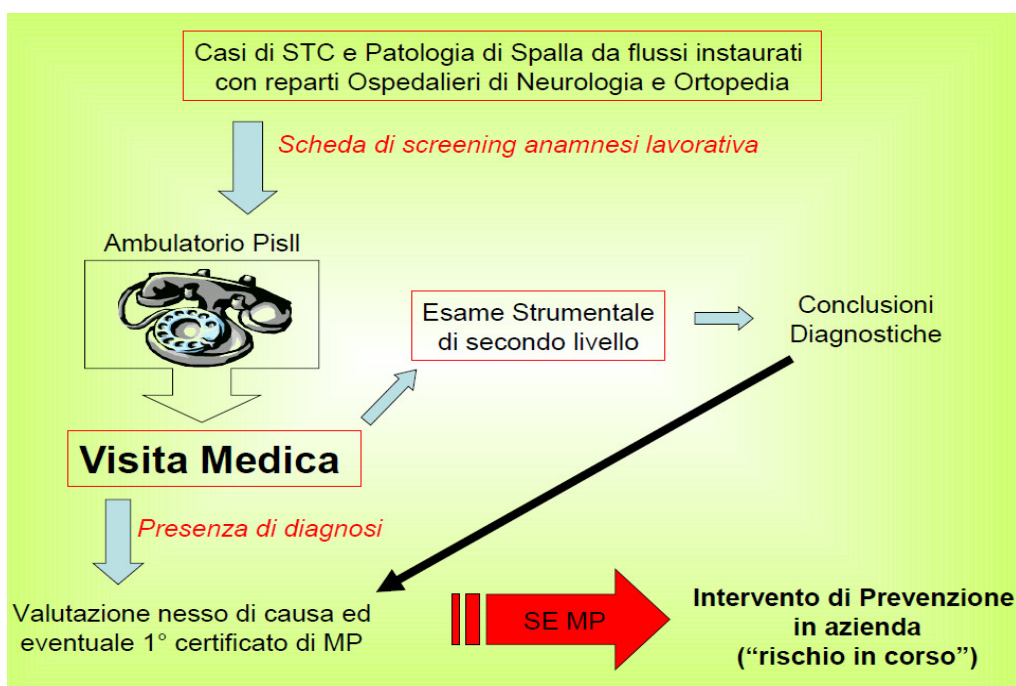 Casi di STC e Patologia di Spalla da flussi instaurati
con reparti Ospedalieri di Neurologia e Ortopedia
Scheda di screening anamnesi lavorativa
Ambulatorio Pisll
Esame Strumentale
di secondo livello
Conclusioni
Diagnostiche
Visita Medica
Presenza di diagnosi
Valutazione nesso di causa ed
eventuale 1° certificato di MP
SE MP
Intervento di Prevenzione
in azienda
(“rischio in corso”)